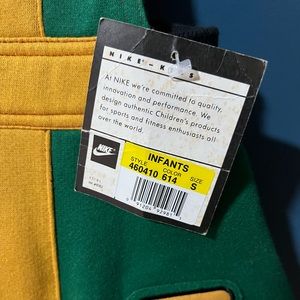 NIKE-KIDS
At NIKE we're committed to quality,
innovation and performance. We
design authentic Children's products
for sports and fitness enthusiasts all
over the world.
NIKE
INFANTS
STYLE COLOR SIZE
460410 614 S